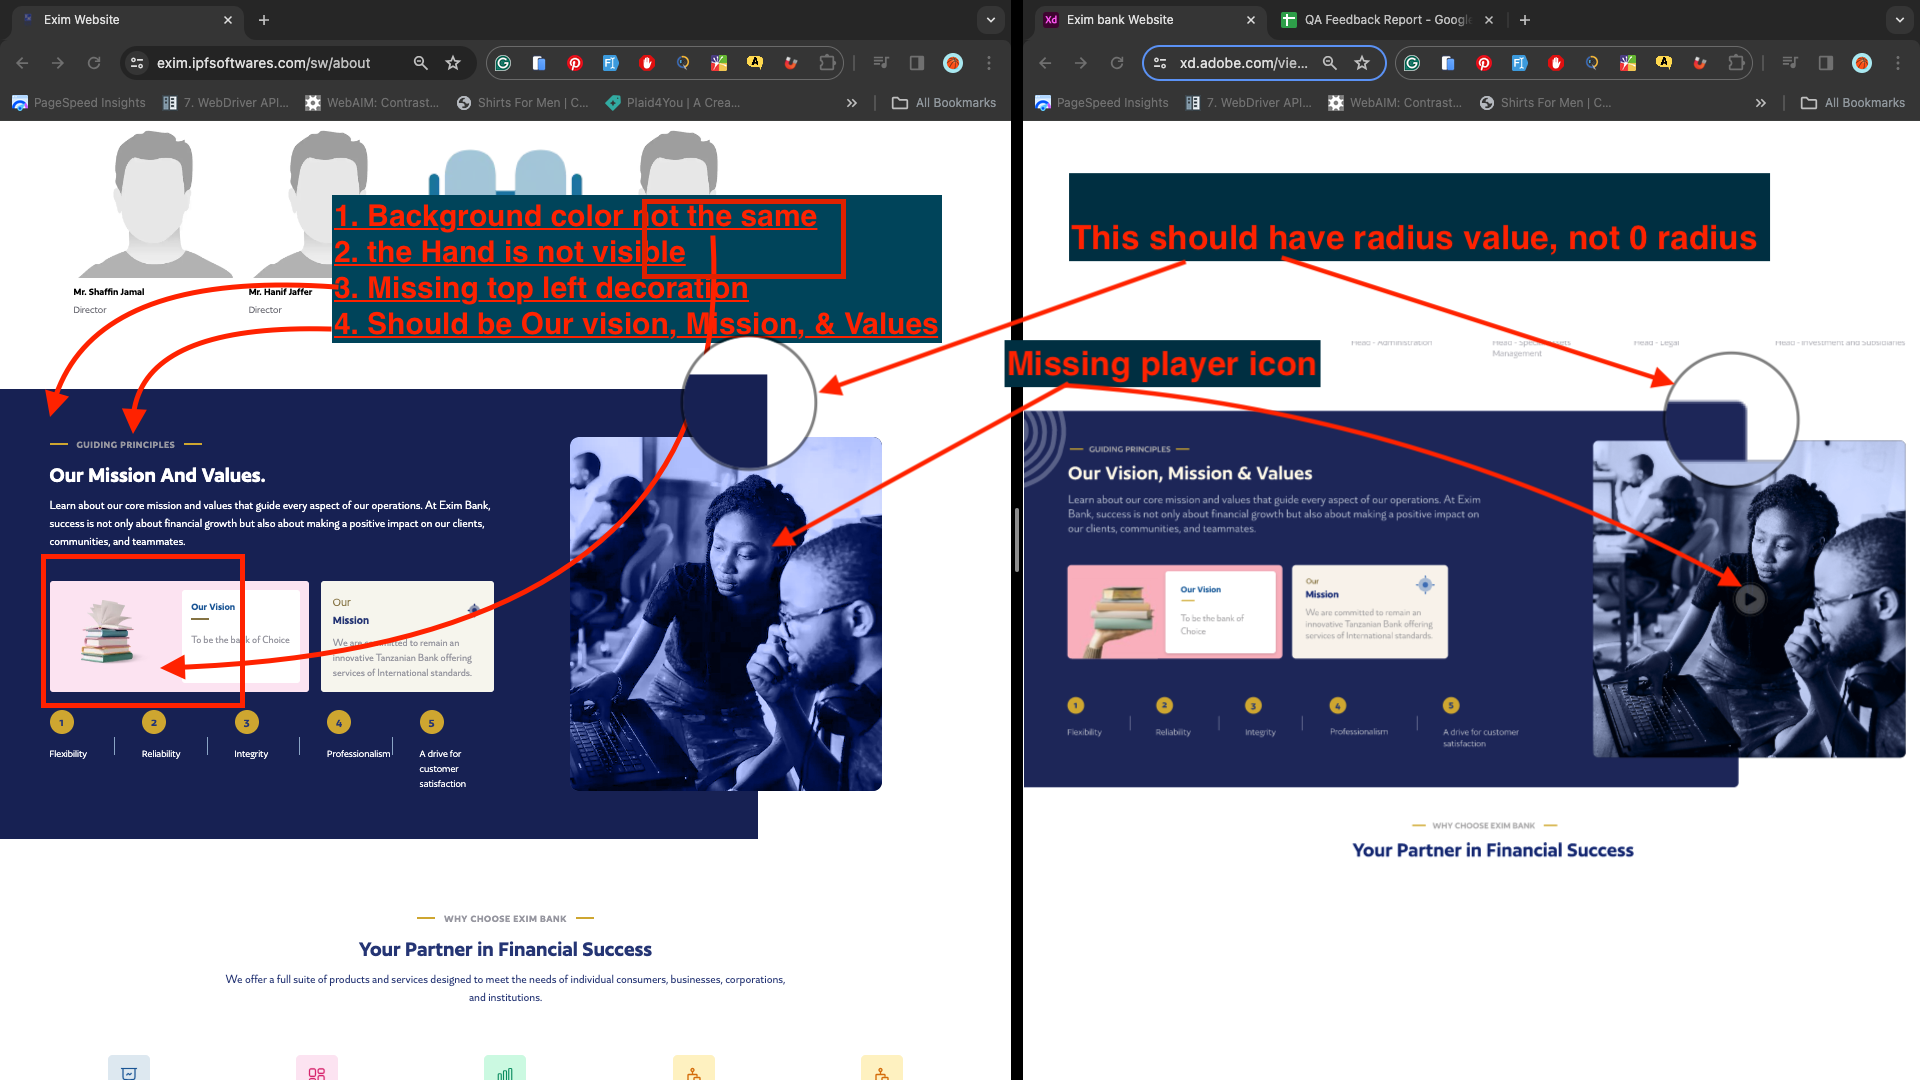 Exim Website
exim.ipfsoftwares.com/sw/about
PageSpeed Insights
7. WebDriver API...
WebAIM: Contrast...
Shirts For Men | C...
Plaid4You | A Crea...
All Bookmarks
Mr. Shaffin Jamal
Director
Mr. Hanif Jaffer
Director
1. Background color not the same
2. the Hand is not visible
3. Missing top left decoration
4. Should be Our vision, Mission, & Values
GUIDING PRINCIPLES
Our Mission And Values.
Learn about our core mission and values that guide every aspect of our operations. At Exim Bank,
success is not only about financial growth but also about making a positive impact on our clients,
communities, and teammates.
Our Vision
To be the bank of Choice
Our
Mission
We are committed to remain an
innovative Tanzanian Bank offering
services of International standards.
1
2
3
4
5
Flexibility
Reliability
Integrity
Professionalism
A drive for
customer
satisfaction
WHY CHOOSE EXIM BANK
Your Partner in Financial Success
We offer a full suite of products and services designed to meet the needs of individual consumers, businesses, corporations,
and institutions.
Xd
Exim bank Website
QA Feedback Report - Google
xd.adobe.com/vie...
PageSpeed Insights
7. WebDriver API...
WebAIM: Contrast...
Shirts For Men | C...
All Bookmarks
This should have radius value, not 0 radius
Missing player icon
Head - Administration
Head - Special Assets
Management
Head - Legal
Head - Investment and Subsidiaries
GUIDING PRINCIPLES
Our Vision, Mission & Values
Learn about our core mission and values that guide every aspect of our operations. At Exim
Bank, success is not only about financial growth but also about making a positive impact on
our clients, communities, and teammates.
Our Vision
To be the bank of
Choice
Our
Mission
We are committed to remain an
innovative Tanzanian Bank offering
services of International standards.
1
2
3
4
5
Flexibility
Reliability
Integrity
Professionalism
A drive for customer
satisfaction
WHY CHOOSE EXIM BANK
Your Partner in Financial Success